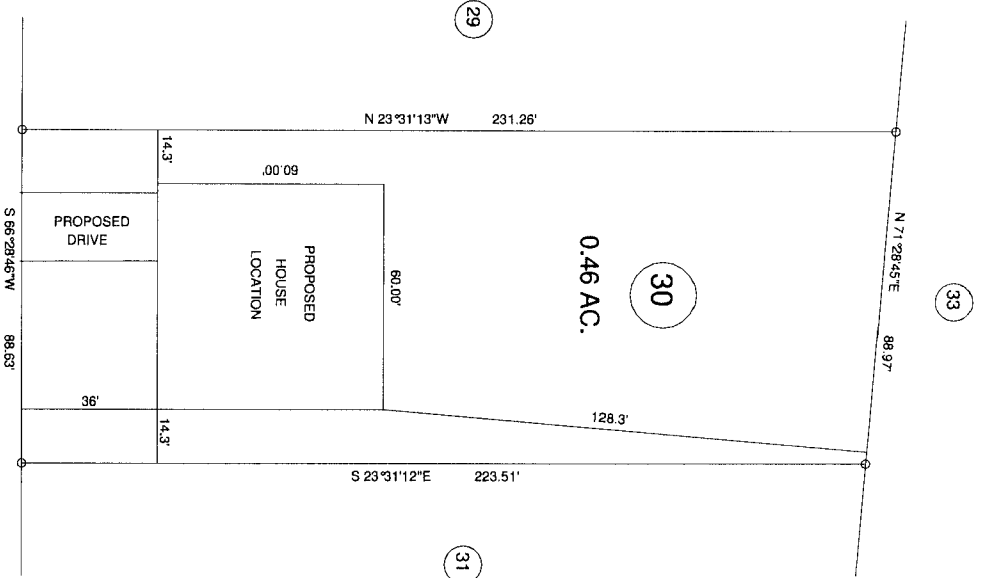 29
N 23°31'13"W 231.26'
14.3'
60.00'
PROPOSED
DRIVE
S 66°28'46"W 88.63'
PROPOSED
HOUSE
LOCATION
60.00'
30
0.46 AC.
N 71°28'45"E 88.97'
33
36'
14.3'
128.3'
S 23°31'12"E 223.51'
31